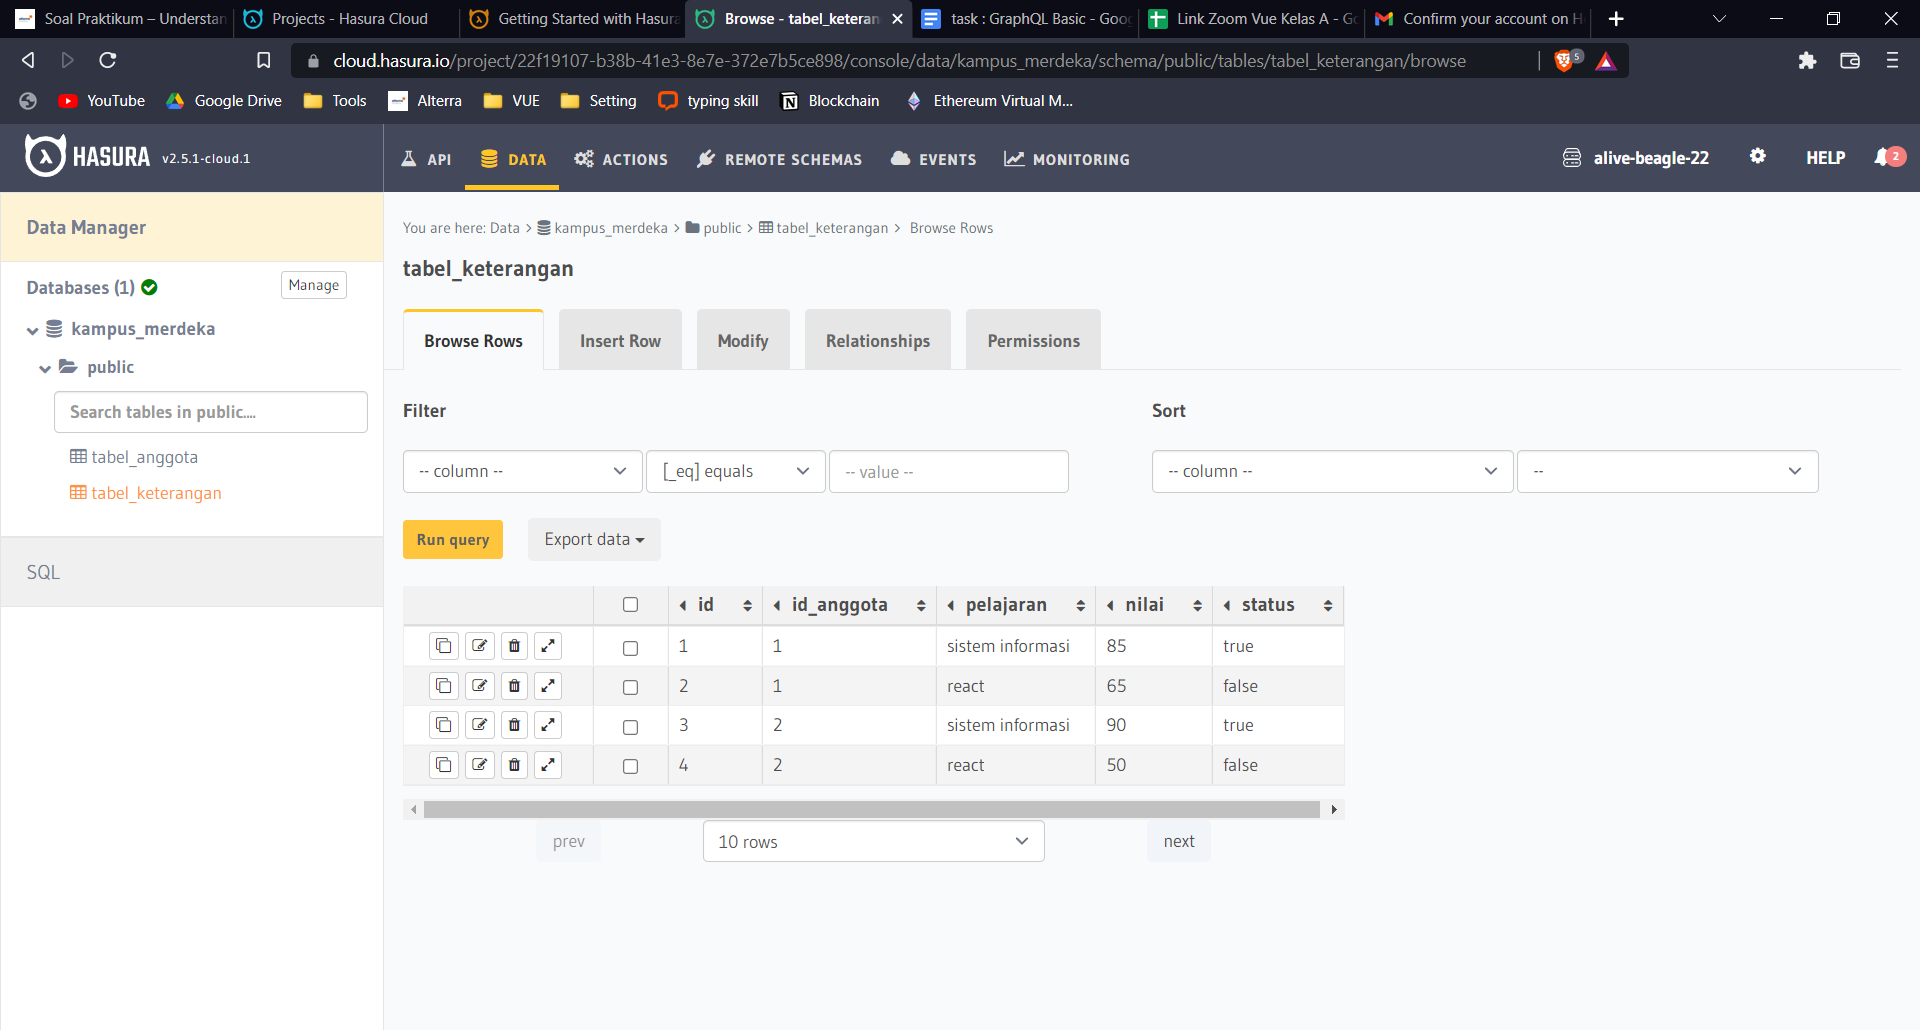 Soal Praktikum – Understan
Projects - Hasura Cloud
Getting Started with Hasura
Browse - tabel_keteran
task : GraphQL Basic - Goog
Link Zoom Vue Kelas A - Go
Confirm your account on H
cloud.hasura.io/project/22f19107-b38b-41e3-8e7e-372e7b5ce898/console/data/kampus_merdeka/schema/public/tables/tabel_keterangan/browse
5
YouTube Google Drive Tools Alterra VUE Setting typing skill Blockchain Ethereum Virtual M...
HASURA v2.5.1-cloud.1
API DATA ACTIONS REMOTE SCHEMAS EVENTS MONITORING
alive-beagle-22 HELP 2
Data Manager
Databases (1) Manage
kampus_merdeka
public
Search tables in public....
tabel_anggota
tabel_keterangan
SQL
You are here: Data > kampus_merdeka > public > tabel_keterangan > Browse Rows
tabel_keterangan
Browse Rows Insert Row Modify Relationships Permissions
Filter Sort
-- column -- [_eq] equals -- value -- -- column -- --
Run query Export data
id id_anggota pelajaran nilai status
1 1 sistem informasi 85 true
2 1 react 65 false
3 2 sistem informasi 90 true
4 2 react 50 false
prev 10 rows next